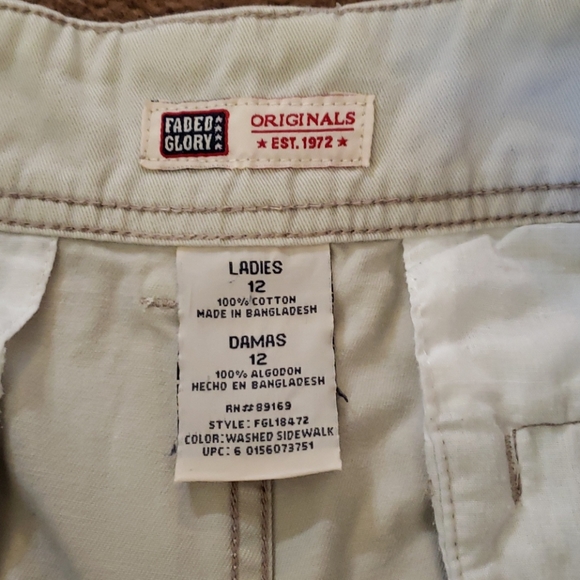 FADED
GLORY
ORIGINALS
★ EST. 1972 ★
LADIES
12
100% COTTON
MADE IN BANGLADESH
DAMAS
12
100% ALGODON
HECHO EN BANGLADESH
RN# 89169
STYLE: FGL18472
COLOR: WASHED SIDEWALK
UPC: 6 0156073751